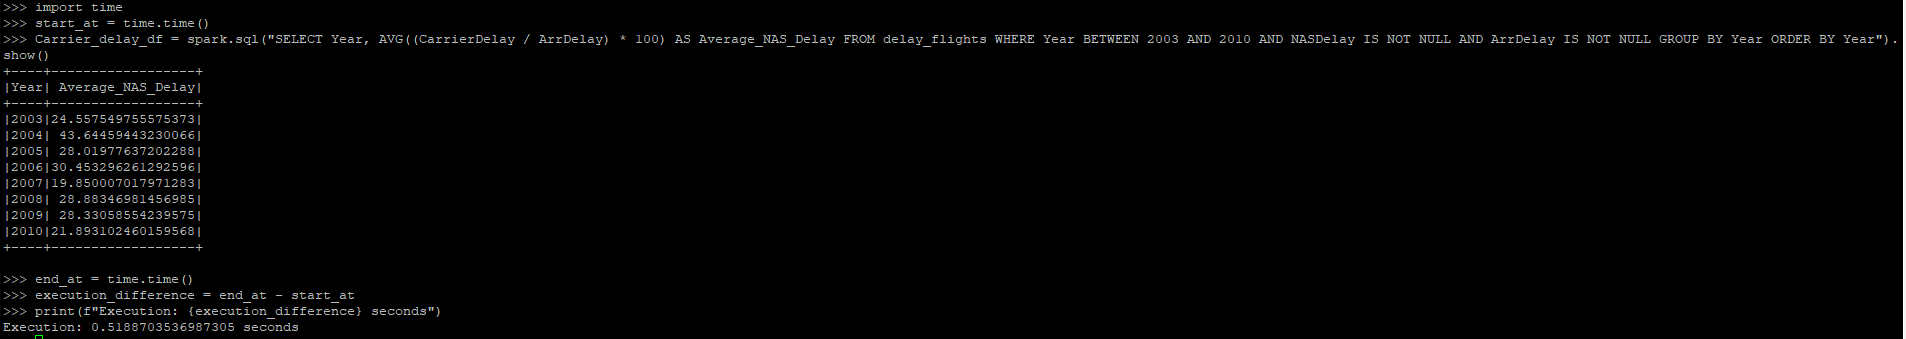 >>> import time
>>> start_at = time.time()
>>> Carrier_delay_df = spark.sql("SELECT Year, AVG((CarrierDelay / ArrDelay) * 100) AS Average_NAS_Delay FROM delay_flights WHERE Year BETWEEN 2003 AND 2010 AND NASDelay IS NOT NULL AND ArrDelay IS NOT NULL GROUP BY Year ORDER BY Year").
show()
+----+------------------+
|Year| Average_NAS_Delay|
+----+------------------+
|2003|24.557549755575373|
|2004| 43.64459443230066|
|2005| 28.01977637202288|
|2006|30.453296261292596|
|2007|19.850007017971283|
|2008| 28.88346981456985|
|2009| 28.33058554239575|
|2010|21.893102460159568|
+----+------------------+
>>> end_at = time.time()
>>> execution_difference = end_at - start_at
>>> print(f"Execution: {execution_difference} seconds")
Execution: 0.5188703536987305 seconds